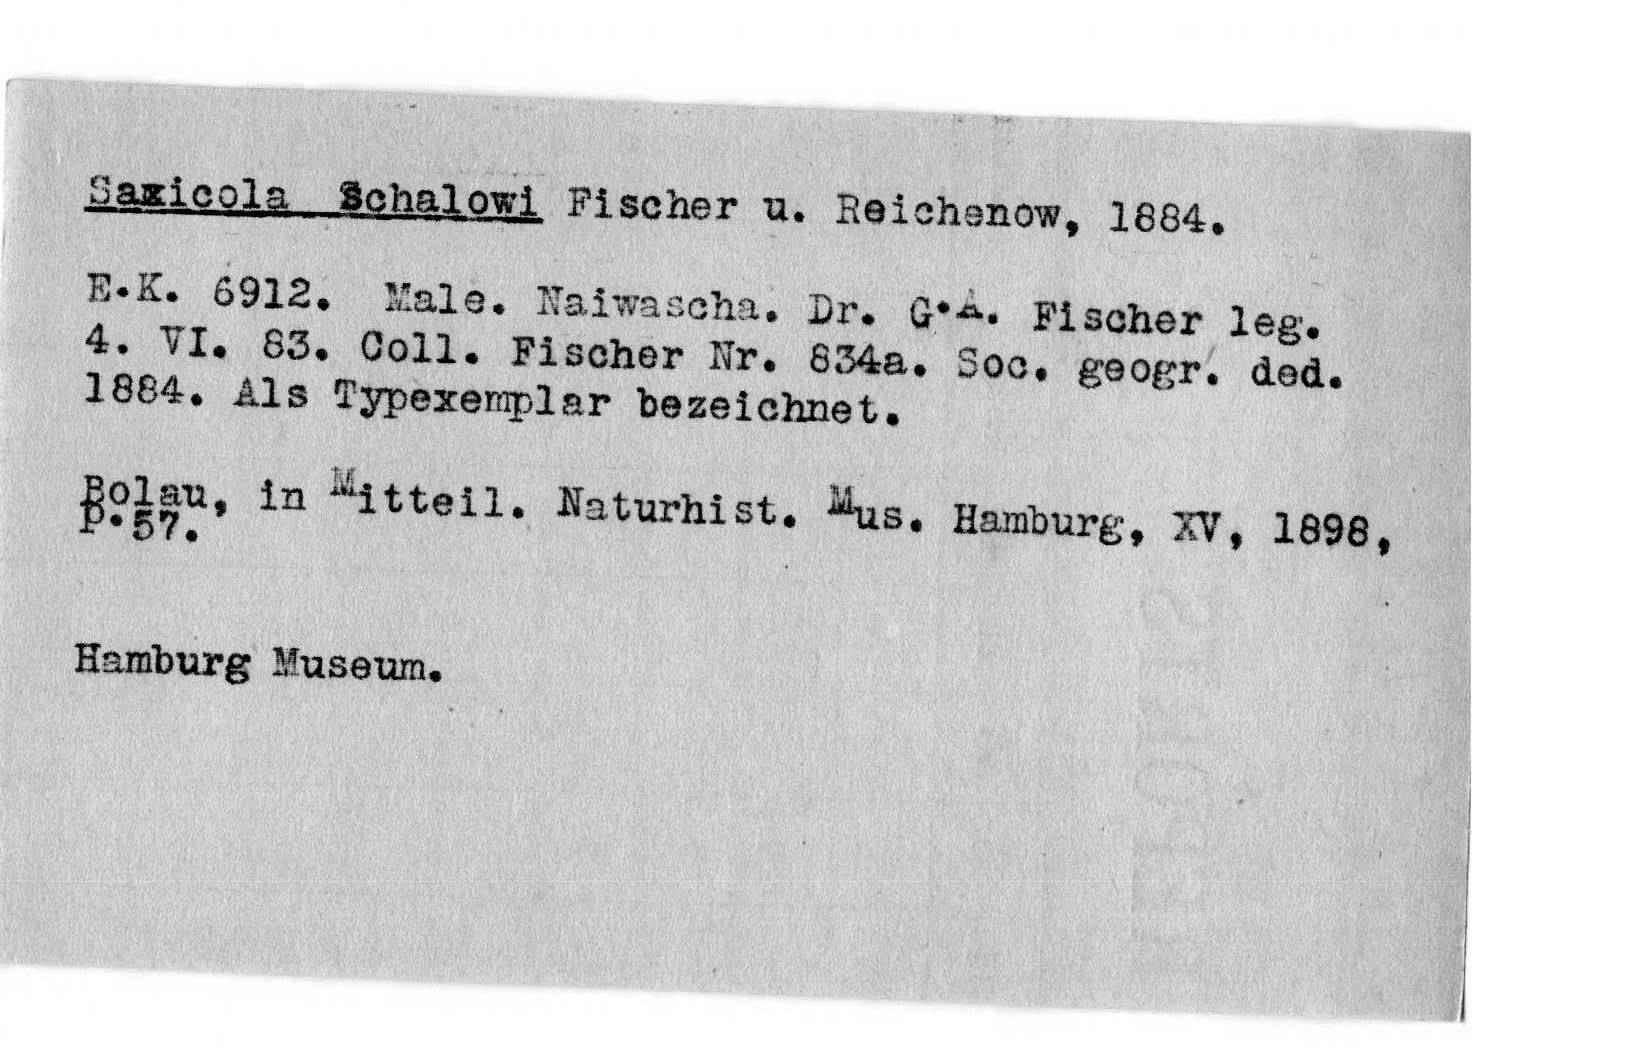 Saxicola Schalowi Fischer u. Reichenow, 1884.
E.K. 6912. Male. Naiwascha. Dr. G.A. Fischer leg.
4. VI. 83. Coll. Fischer Nr. 834a. Soc. geogr. ded.
1884. Als Typexemplar bezeichnet.
Bolau, in Mitteil. Naturhist. Mus. Hamburg, XV, 1898,
p.57.
Hamburg Museum.